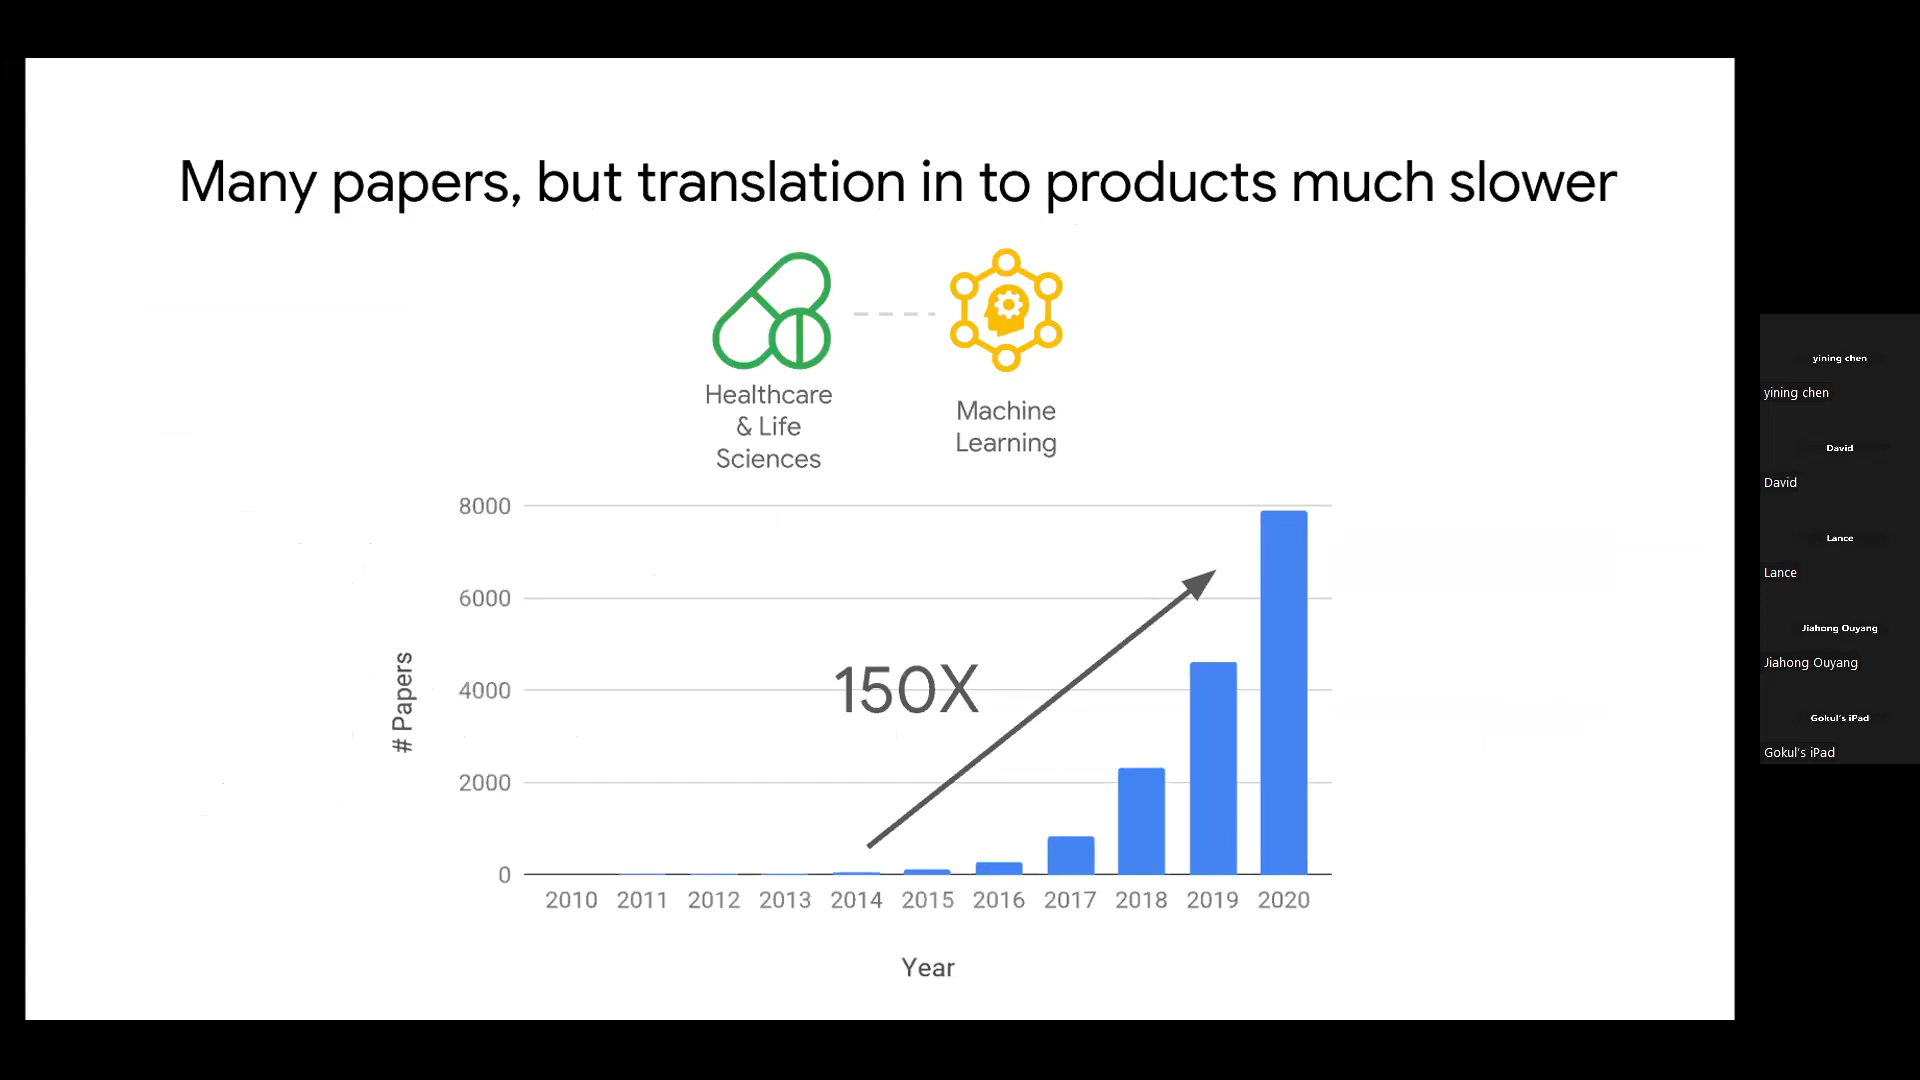 Many papers, but translation in to products much slower
Healthcare
& Life
Sciences
Machine
Learning
8000
6000
4000
2000
0
# Papers
150X
2010 2011 2012 2013 2014 2015 2016 2017 2018 2019 2020
Year
yining chen
yining chen
David
David
Lance
Lance
Jiahong Ouyang
Jiahong Ouyang
Gokul's iPad
Gokul's iPad